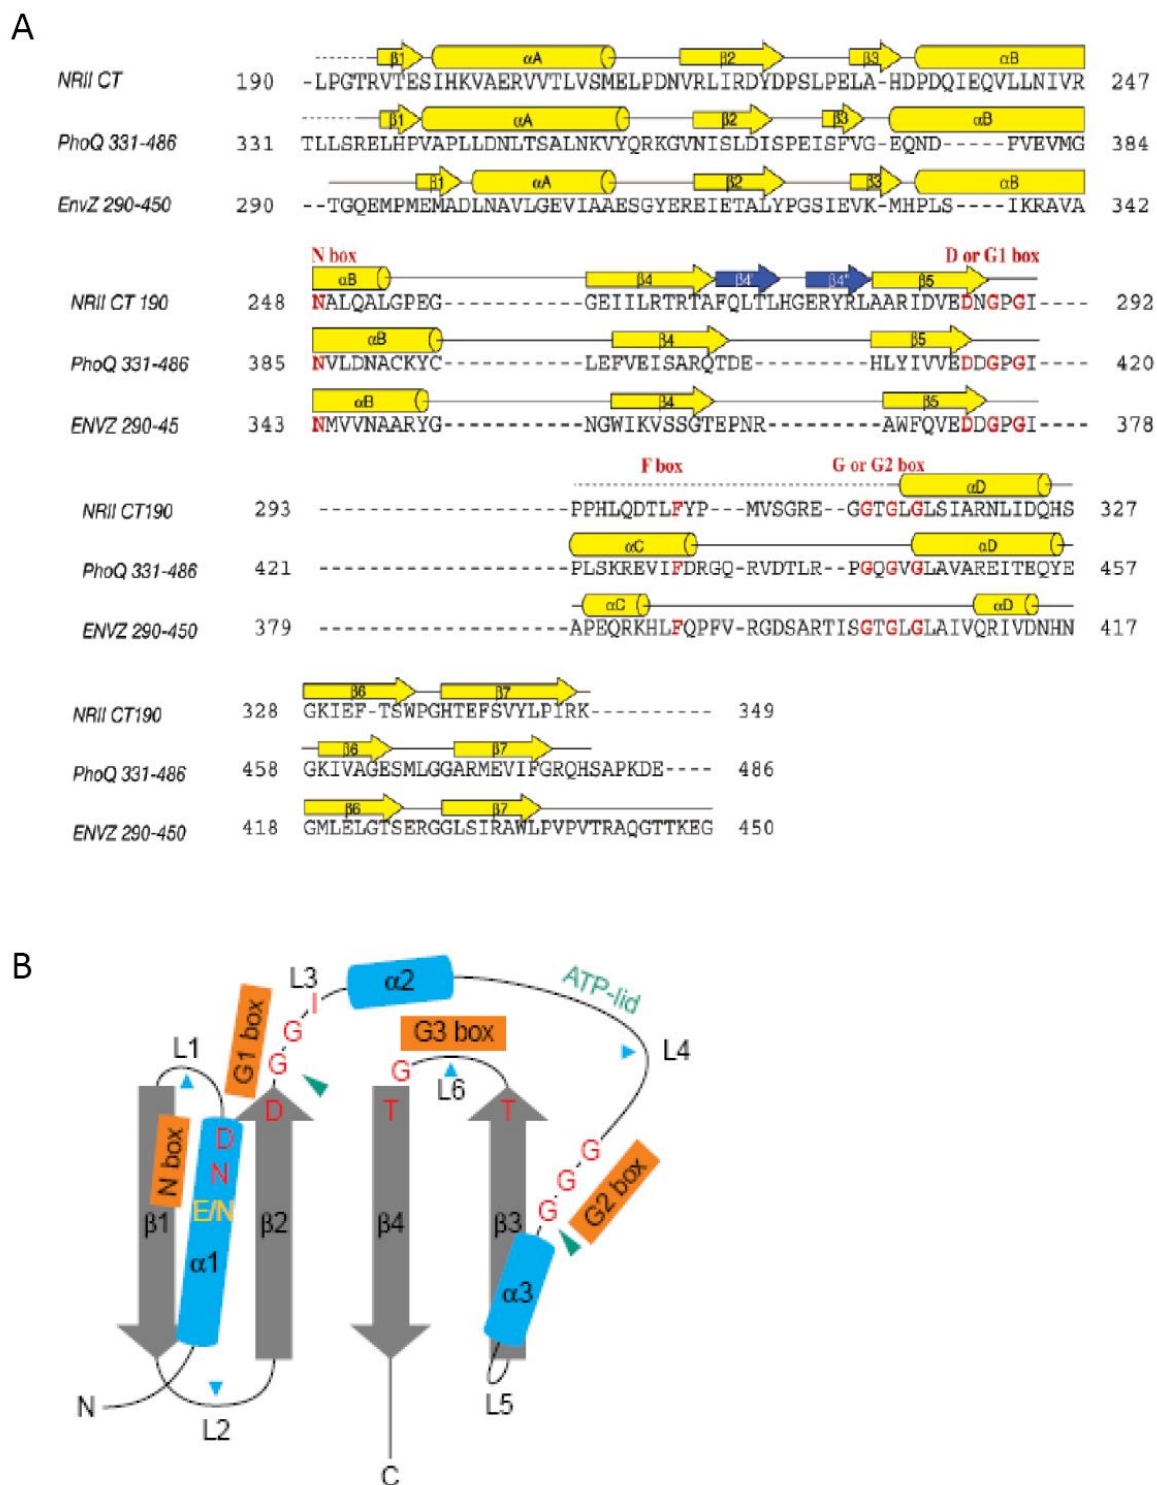 A
β1 αA β2 β3 αB
NRII CT 190 -LPGTRVTESIHKVAERVVTLVSMELPDNVRLIRDYDPSLPELA-HDPDQIEQVLLNIVR 247
β1 αA β2 β3 αB
PhoQ 331-486 331 TLLSRELHPVAPLLDNLTSALNKVYQRKGVNISLDISPEISFVG-EQND-----FVEVMG 384
β1 αA β2 β3 αB
EnvZ 290-450 290 --TGQEMPMEMADLNAVLGEVIAAESGYEREIETALYPGSIEVK-MHPLS-----IKRAVA 342
N box D or G1 box
αB β4 β4' β4" β5
NRII CT 190 248 NALQALGPEG-----------GEIILRTRTAFQLTLHGERYRLAARIDVEDNGPGI---- 292
αB β4 β5
PhoQ 331-486 385 NVLDNACKYC-----------LEFVEISARQTDE---------HLYIVVEDDGPGI---- 420
αB β4 β5
ENVZ 290-45 343 NMVVNAARYG-----------NGWIKVSSGTEPNR---------AWFQVEDDGPGI---- 378
F box G or G2 box
αD
NRII CT190 293 --------------------PPHLQDTLFYP---MVSGRE--GGTGLGLSIARNLIDQHS 327
αC αD
PhoQ 331-486 421 --------------------PLSKREVIFDRGQ-RVDTLR--PGQGVGLAVAREITEQYE 457
αC αD
ENVZ 290-450 379 --------------------APEQRKHLFQPFV-RGDSARTISGTGLGLAIVQRIVDNHN 417
β6 β7
NRII CT190 328 GKIEF-TSWPGHTEFSVYLPIRK---------- 349
β6 β7
PhoQ 331-486 458 GKIVAGESMLGGARMEVIFGRQHSAPKDE---- 486
β6 β7
ENVZ 290-450 418 GMLELGTSERGGLSIRAWLPVPVTRAQGTTKEG 450
B
L1
N box
β1
D
N
E/N
α1
G1 box
D
β2
G
G
I
L3
α2
ATP-lid
L4
G3 box
G
L6
T
β4
T
β3
G
G
G
G2 box
α3
L5
N
L2
C